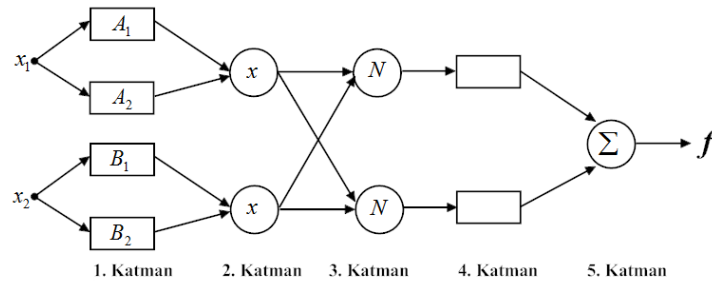 x1
A1
A2
x2
B1
B2
x
x
N
N
Σ
f
1. Katman 2. Katman 3. Katman 4. Katman 5. Katman